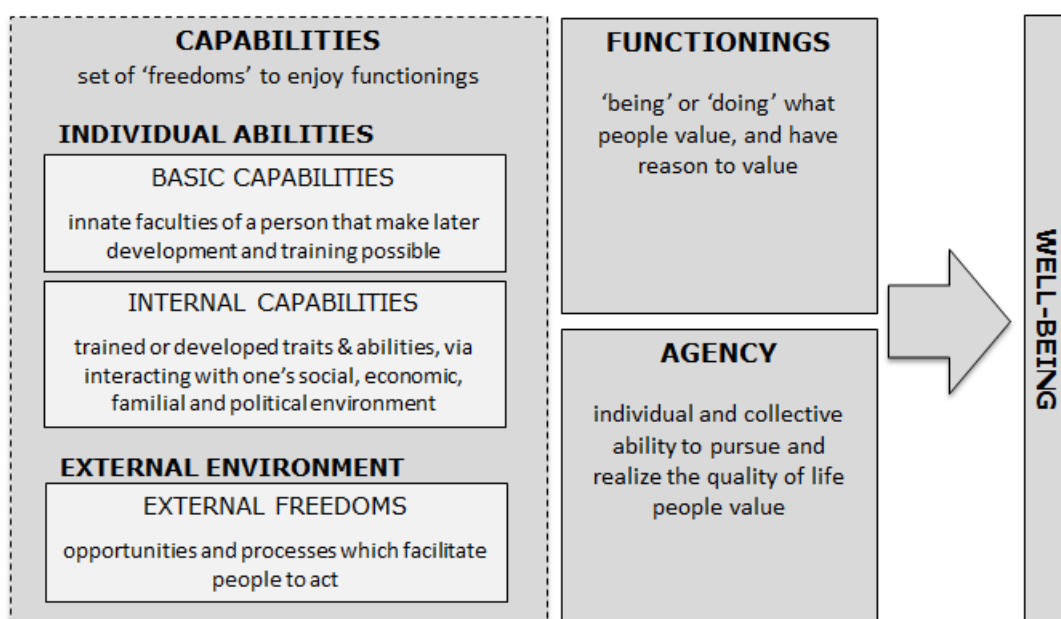 CAPABILITIES
set of ‘freedoms’ to enjoy functionings
INDIVIDUAL ABILITIES
BASIC CAPABILITIES
innate faculties of a person that make later
development and training possible
INTERNAL CAPABILITIES
trained or developed traits & abilities, via
interacting with one’s social, economic,
familial and political environment
EXTERNAL ENVIRONMENT
EXTERNAL FREEDOMS
opportunities and processes which facilitate
people to act
FUNCTIONINGS
‘being’ or ‘doing’ what
people value, and have
reason to value
AGENCY
individual and collective
ability to pursue and
realize the quality of life
people value
WELL-BEING